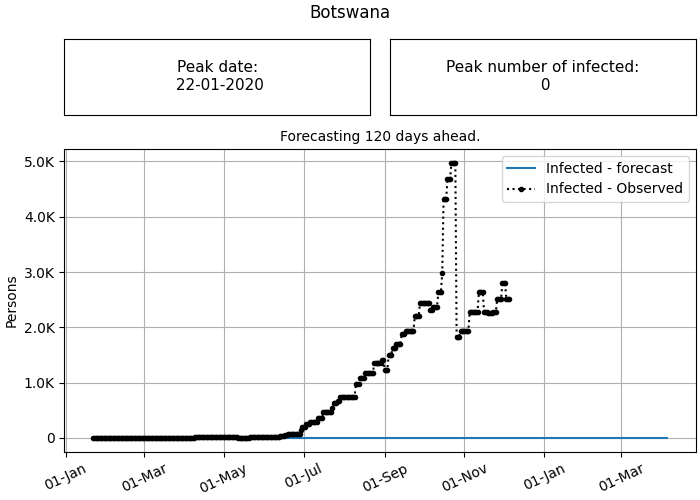 Botswana
Peak date:
22-01-2020
Peak number of infected:
0
Forecasting 120 days ahead.
Infected - forecast
Infected - Observed
Persons
5.0K
4.0K
3.0K
2.0K
1.0K
0
01-Jan
01-Mar
01-May
01-Jul
01-Sep
01-Nov
01-Jan
01-Mar